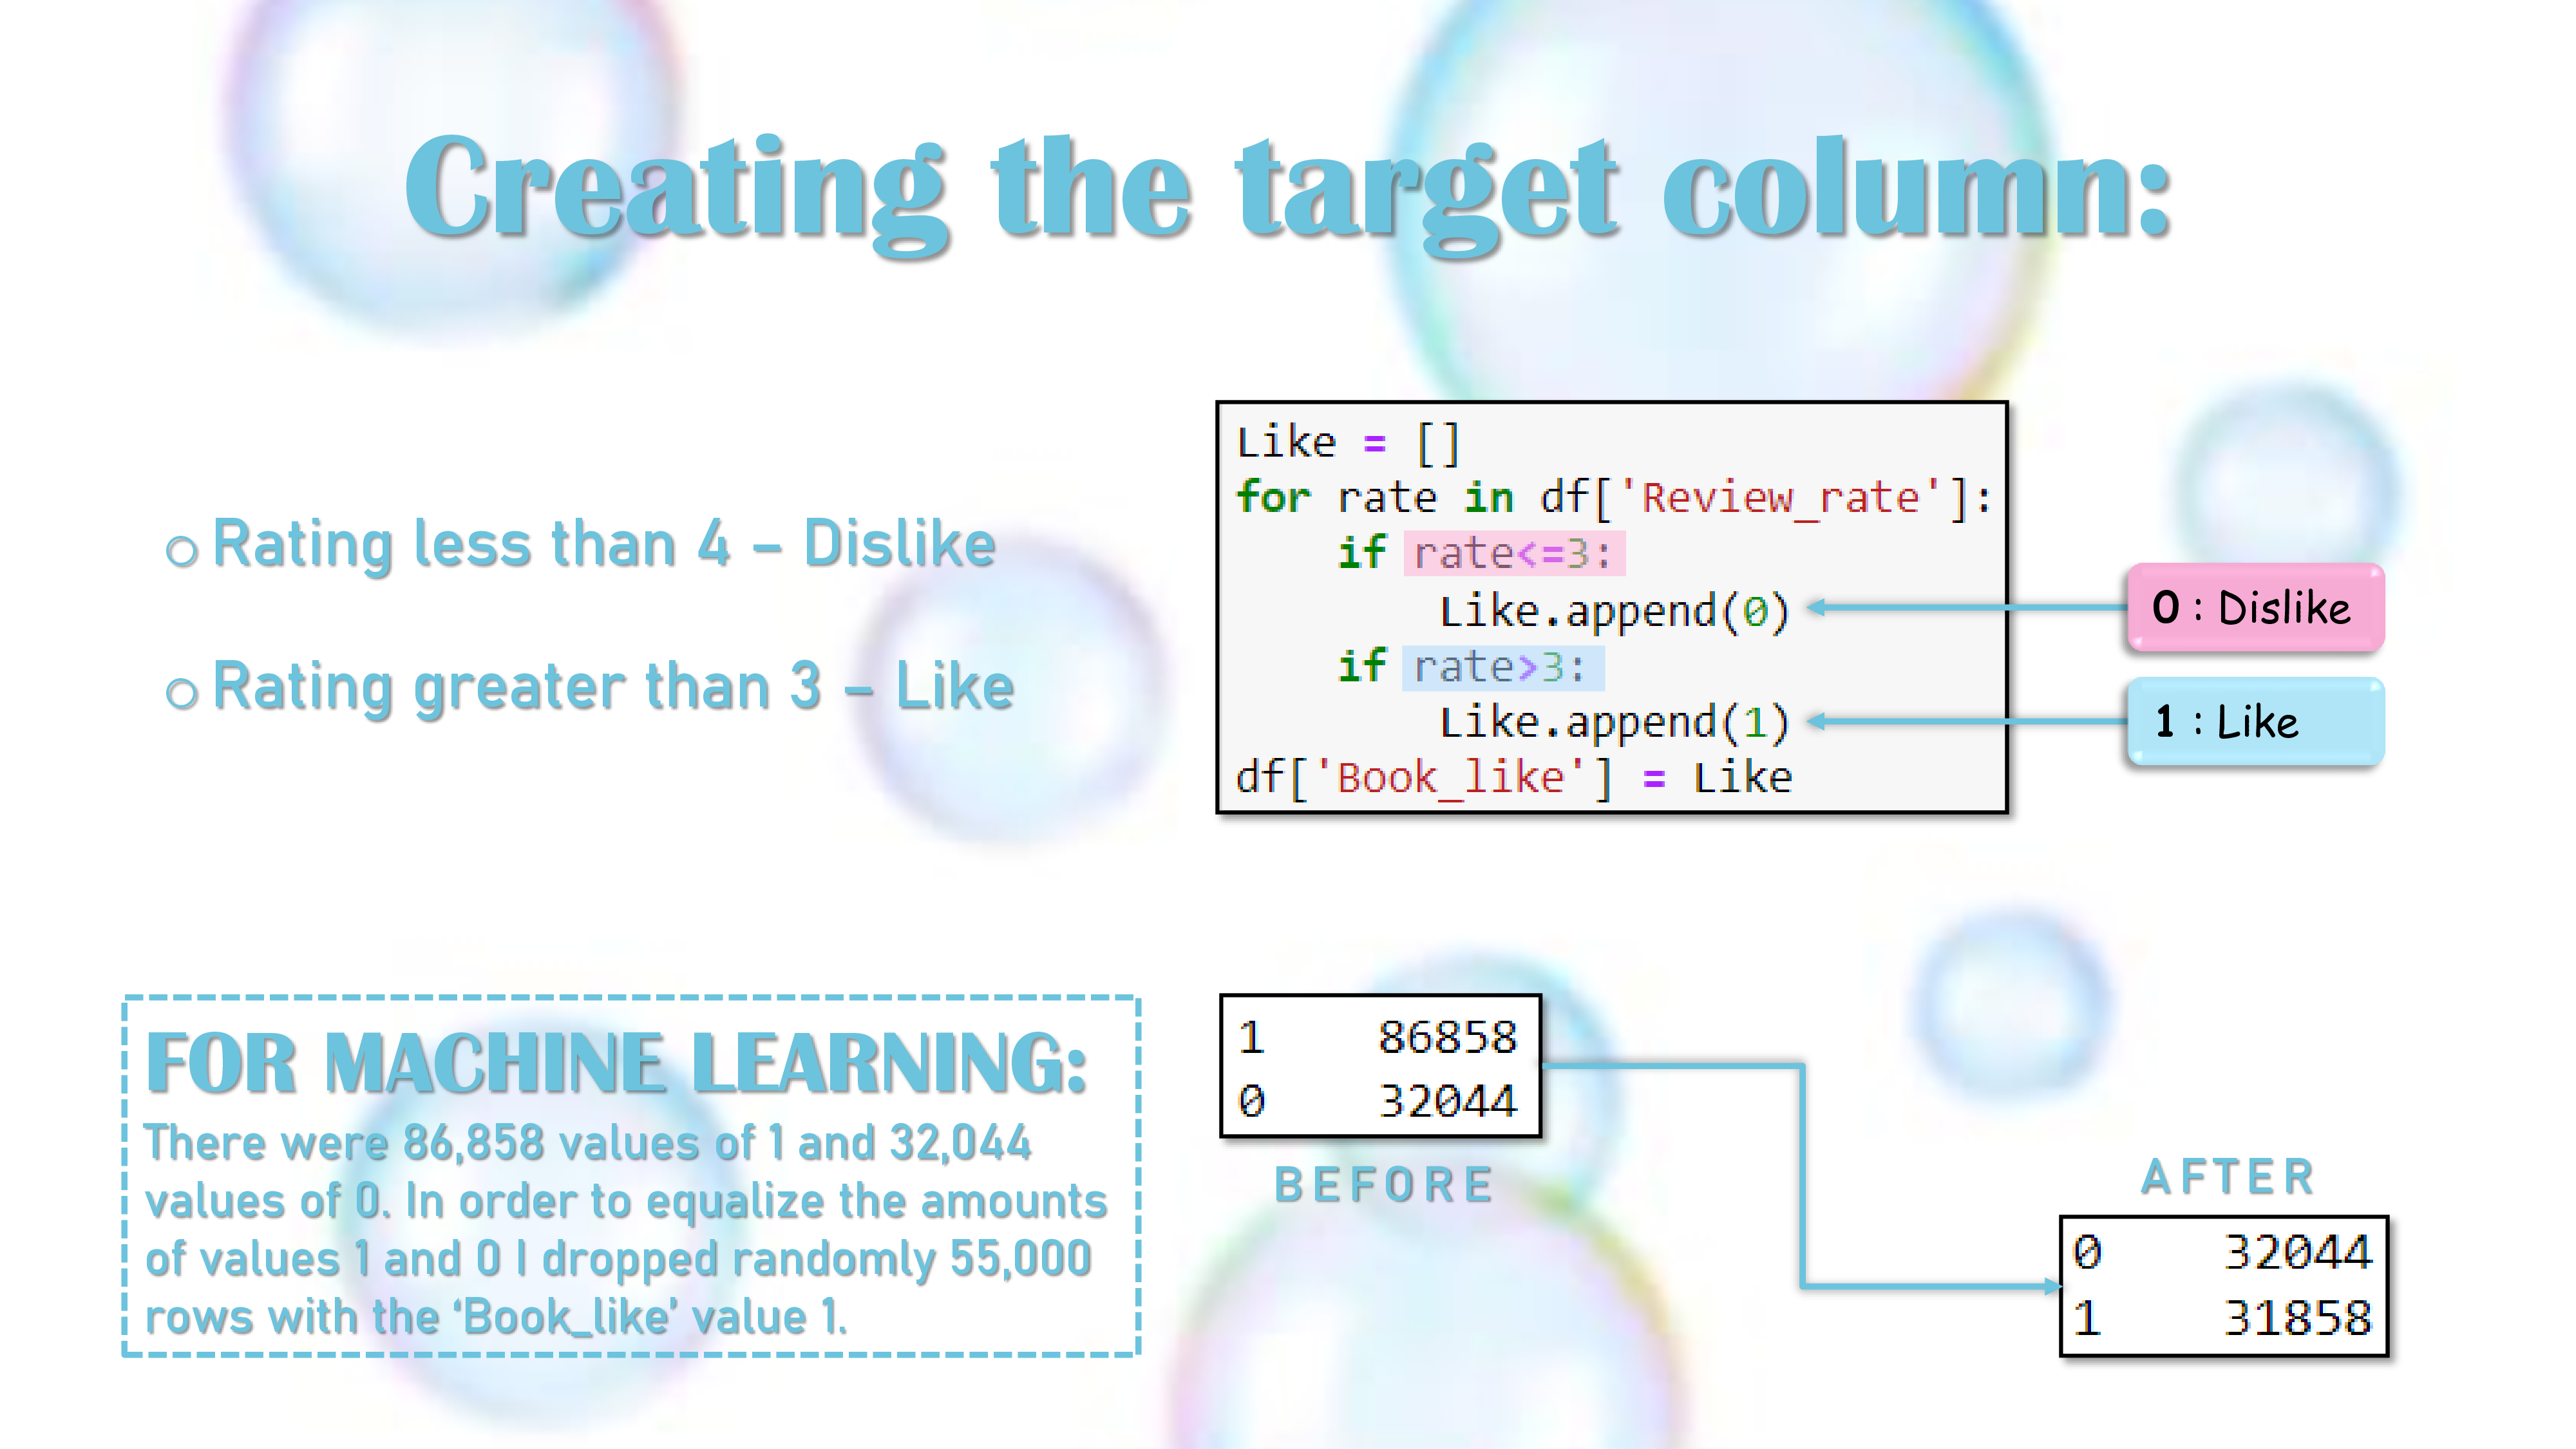 Creating the target column:
○ Rating less than 4 – Dislike
○ Rating greater than 3 – Like
Like = []
for rate in df['Review_rate']:
    if rate<=3:
        Like.append(0)
    if rate>3:
        Like.append(1)
df['Book_like'] = Like
0 : Dislike
1 : Like
FOR MACHINE LEARNING:
There were 86,858 values of 1 and 32,044
values of 0. In order to equalize the amounts
of values 1 and 0 I dropped randomly 55,000
rows with the ‘Book_like’ value 1.
1    86858
0    32044
BEFORE
AFTER
0    32044
1    31858